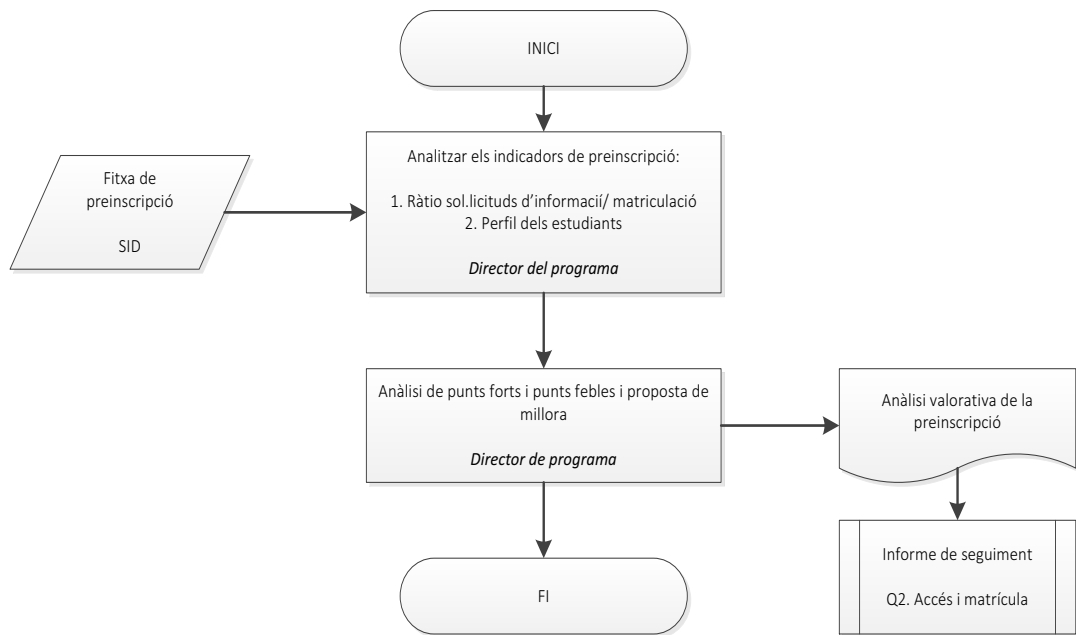 INICI
Fitxa de
preinscripció
SID
Analitzar els indicadors de preinscripció:
1. Ràtio sol.licituds d'informació/ matriculació
2. Perfil dels estudiants
Director del programa
Anàlisi de punts forts i punts febles i proposta de
millora
Director de programa
Anàlisi valorativa de la
preinscripció
Informe de seguiment
Q2. Accés i matrícula
FI